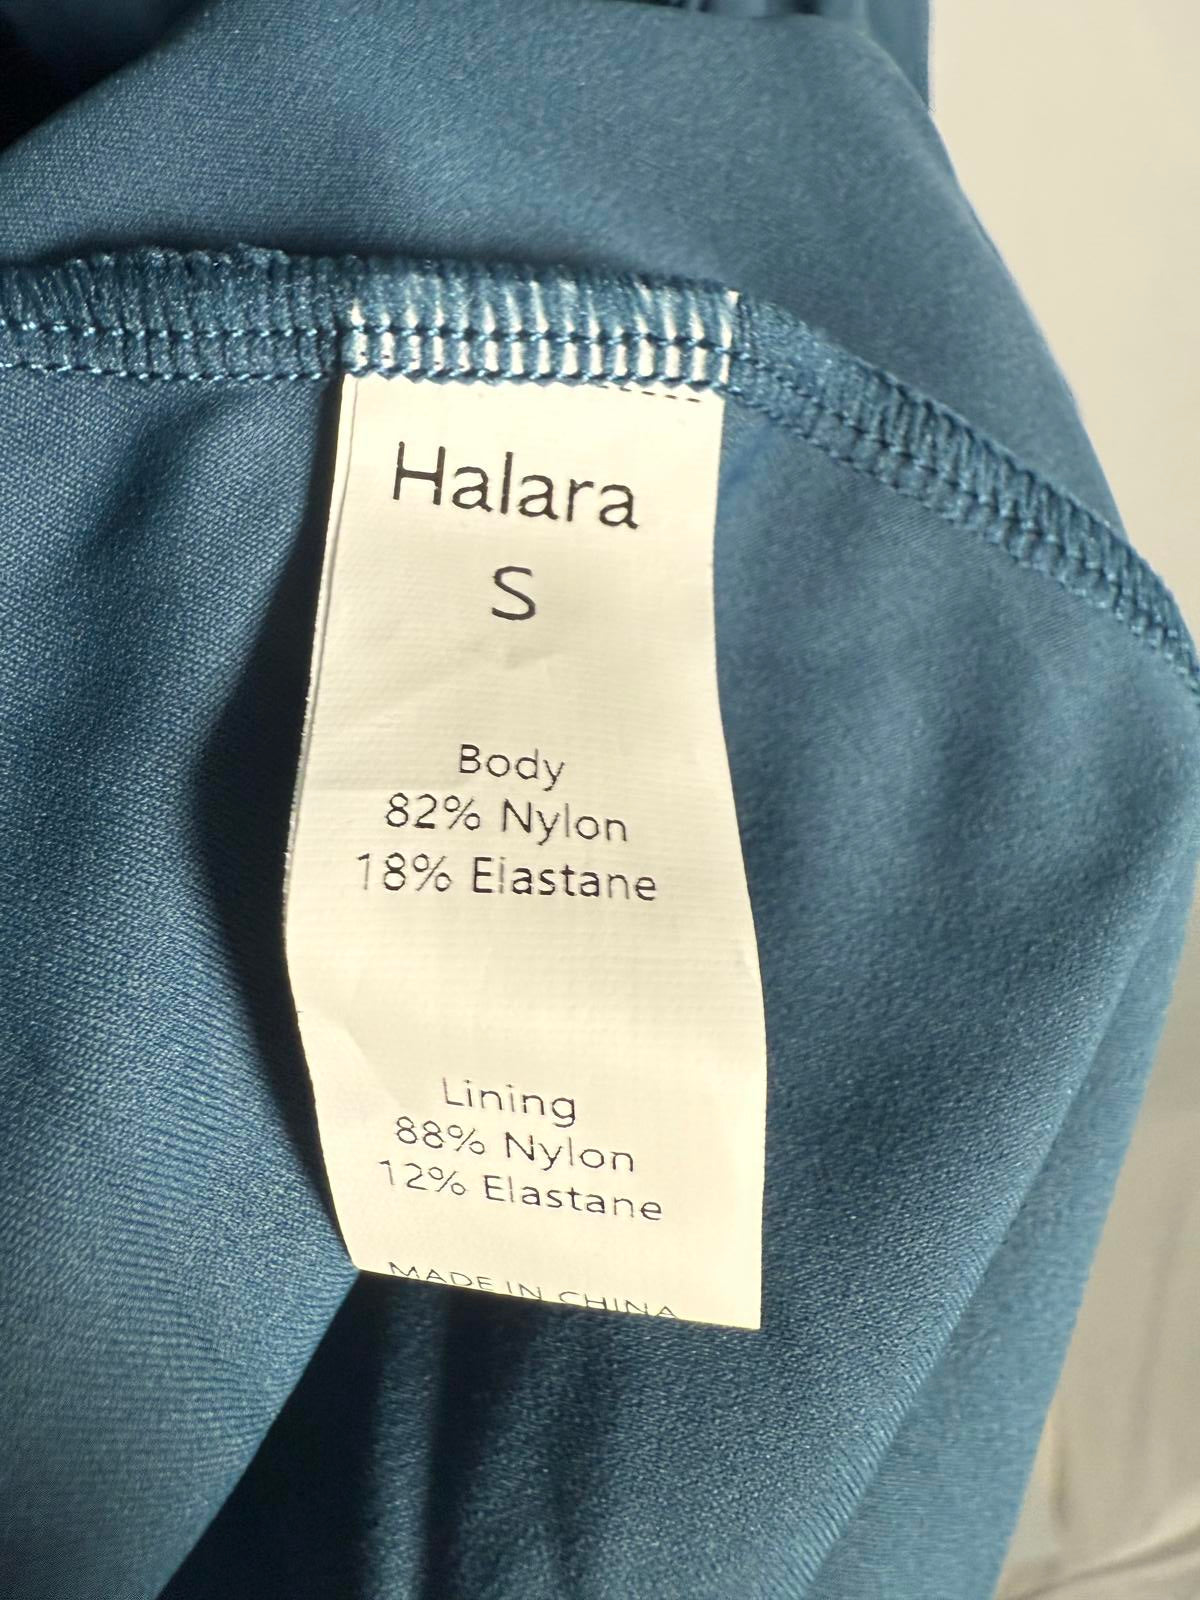 Halara
S
Body
82% Nylon
18% Elastane
Lining
88% Nylon
12% Elastane
MADE IN CHINA